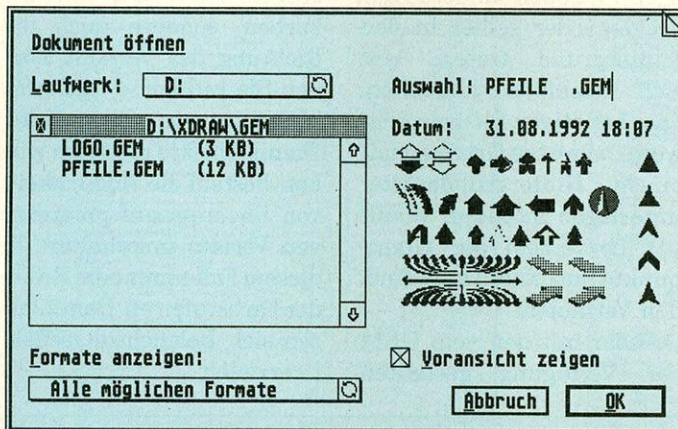 Dokument öffnen
Laufwerk: D:
Auswahl: PFEILE .GEM
D:\XDRAW\GEM
LOGO.GEM (3 KB)
PFEILE.GEM (12 KB)
Datum: 31.08.1992 18:07
Formate anzeigen:
Alle möglichen Formate
Voransicht zeigen
Abbruch
OK